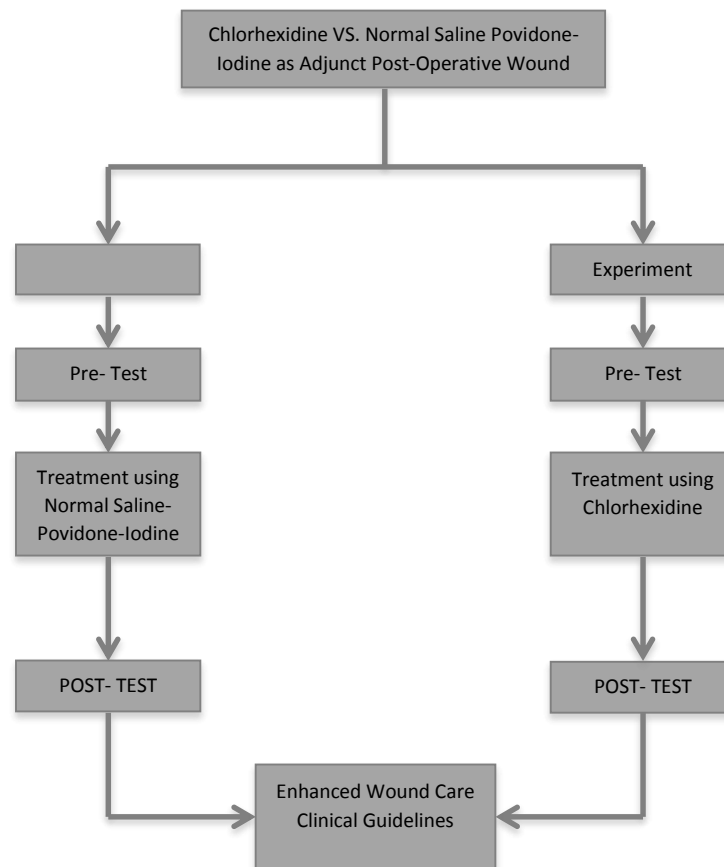 Chlorhexidine VS. Normal Saline Povidone-
Iodine as Adjunct Post-Operative Wound
Experiment
Pre- Test
Pre- Test
Treatment using
Normal Saline-
Povidone-Iodine
Treatment using
Chlorhexidine
POST- TEST
POST- TEST
Enhanced Wound Care
Clinical Guidelines